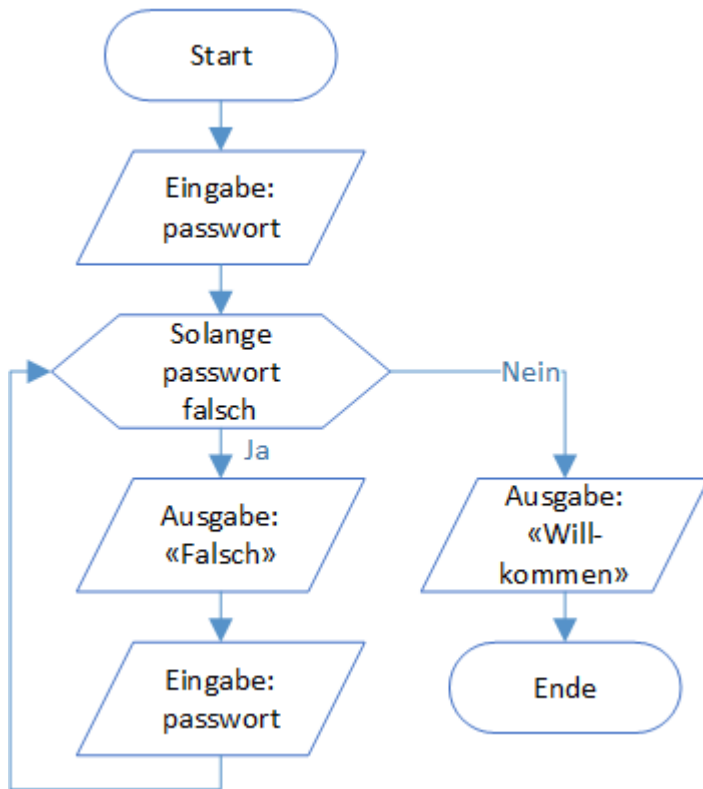 Start
Eingabe:
passwort
Solange
passwort
falsch
Nein
Ja
Ausgabe:
«Falsch»
Ausgabe:
«Will-
kommen»
Eingabe:
passwort
Ende